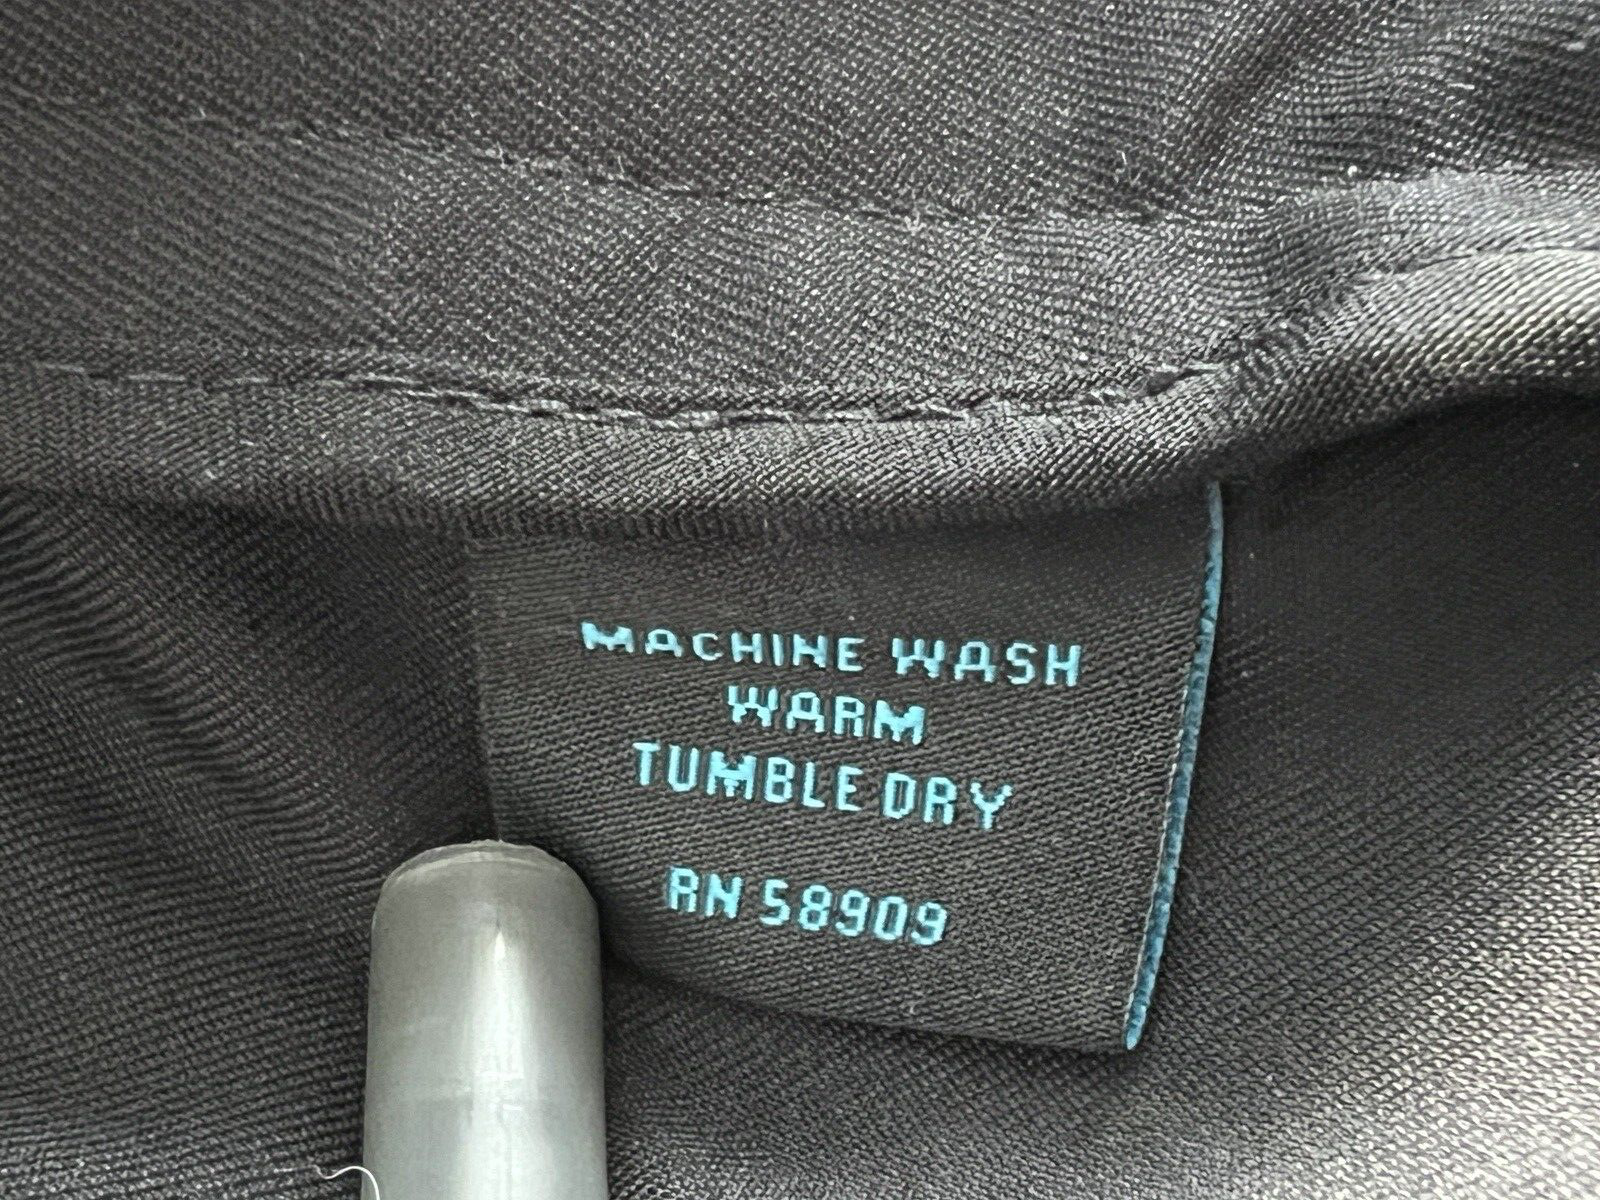 MACHINE WASH
WARM
TUMBLE DRY
RN 58909